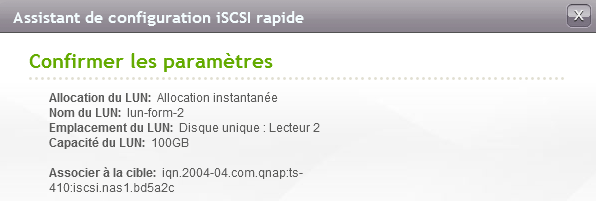 Assistant de configuration iSCSI rapide
X
Confirmer les paramètres
Allocation du LUN: Allocation instantanée
Nom du LUN: lun-form-2
Emplacement du LUN: Disque unique : Lecteur 2
Capacité du LUN: 100GB
Associer à la cible: iqn.2004-04.com.qnap:ts-
410:iscsi.nas1.bd5a2c